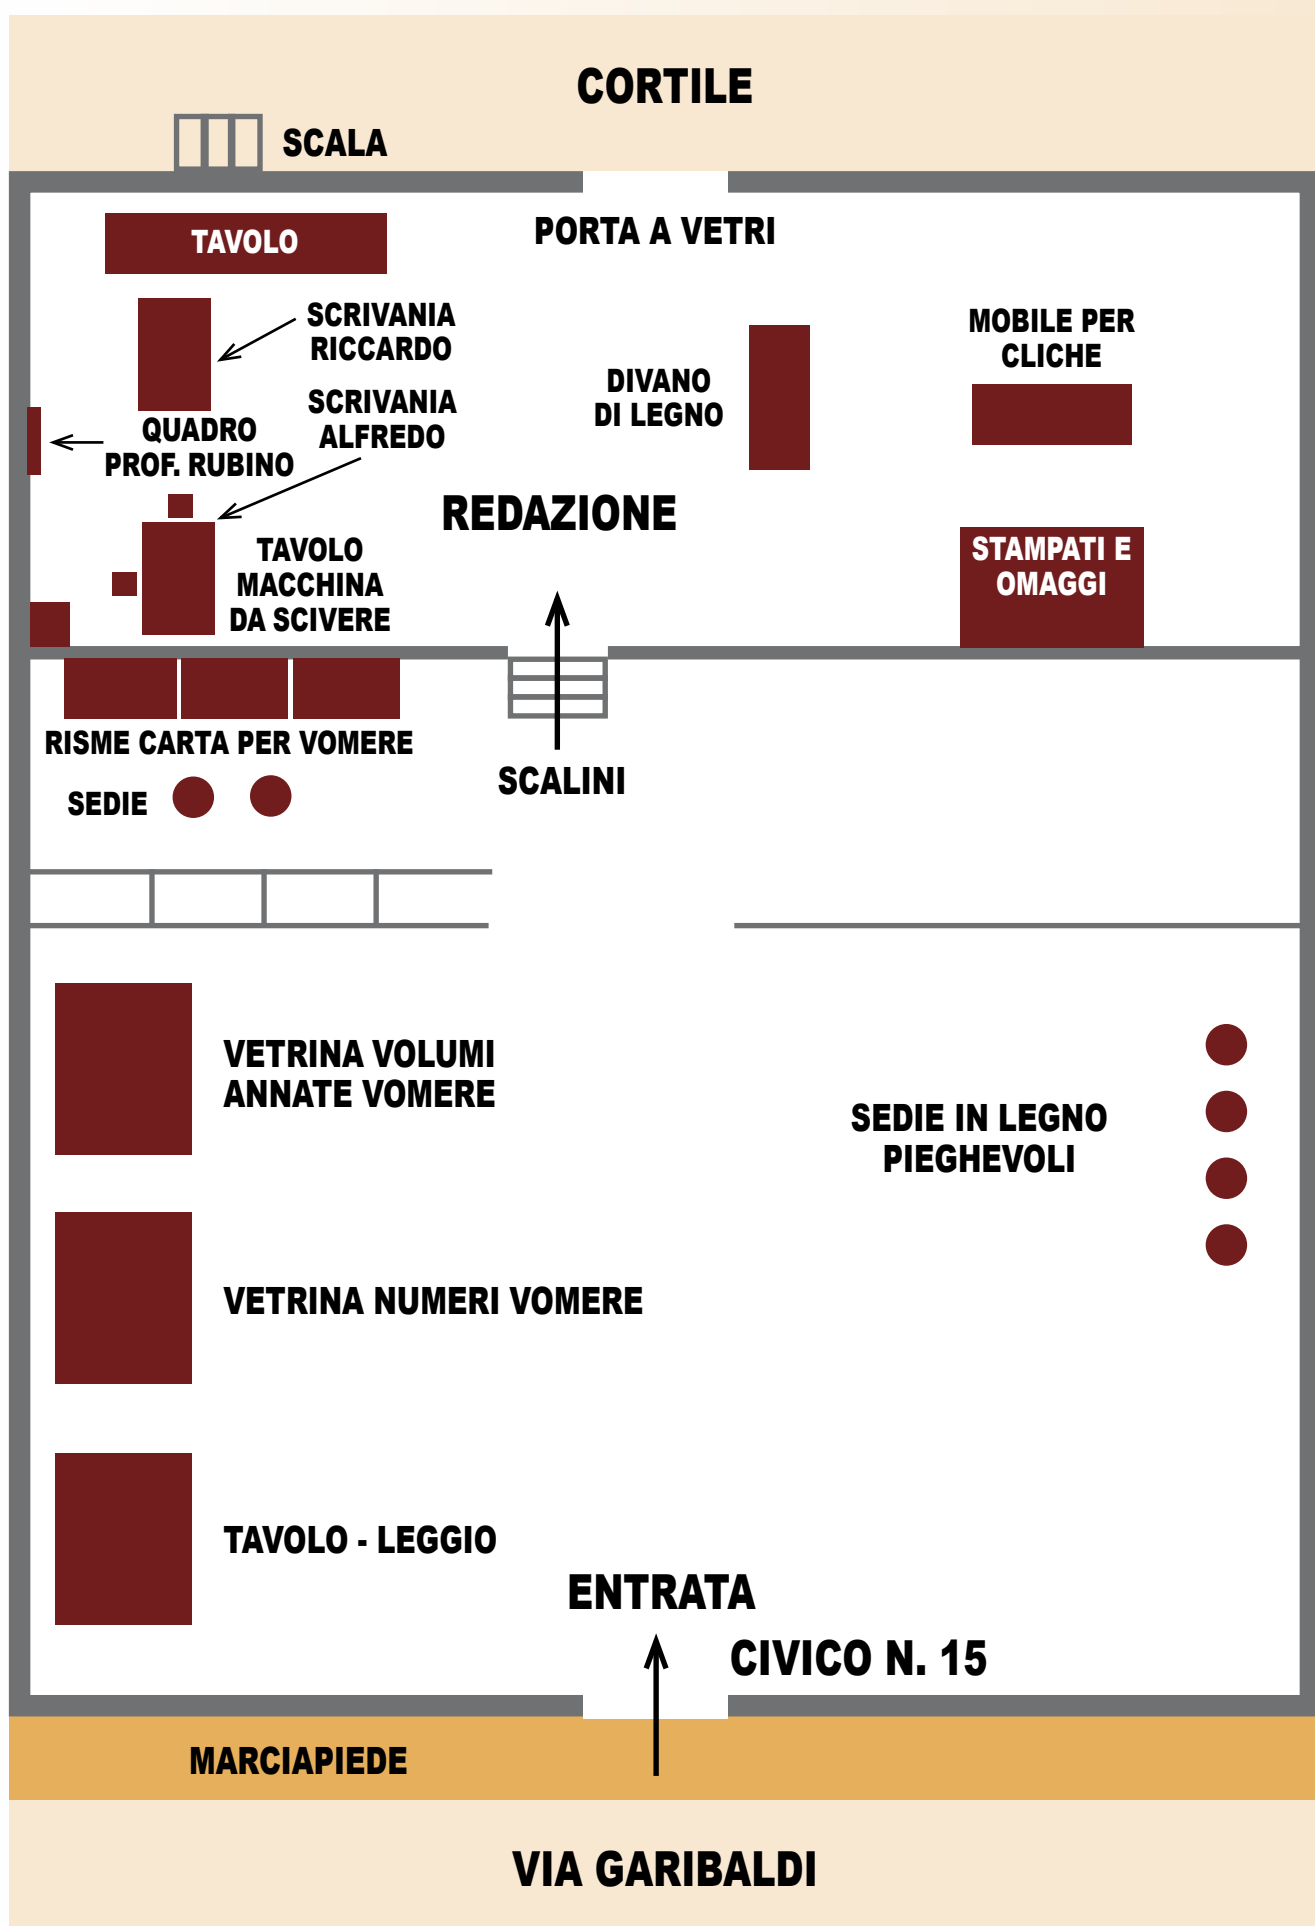 CORTILE
SCALA
TAVOLO
PORTA A VETRI
SCRIVANIA
RICCARDO
MOBILE PER
CLICHE
DIVANO
DI LEGNO
SCRIVANIA
ALFREDO
QUADRO
PROF. RUBINO
REDAZIONE
TAVOLO
MACCHINA
DA SCIVERE
STAMPATI E
OMAGGI
RISME CARTA PER VOMERE
SCALINI
SEDIE
VETRINA VOLUMI
ANNATE VOMERE
SEDIE IN LEGNO
PIEGHEVOLI
VETRINA NUMERI VOMERE
TAVOLO - LEGGIO
ENTRATA
CIVICO N. 15
MARCIAPIEDE
VIA GARIBALDI